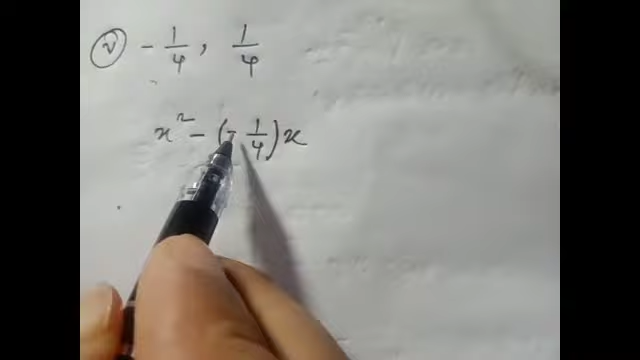 (v) - 1/4, 1/4
x² - (- 1/4)x